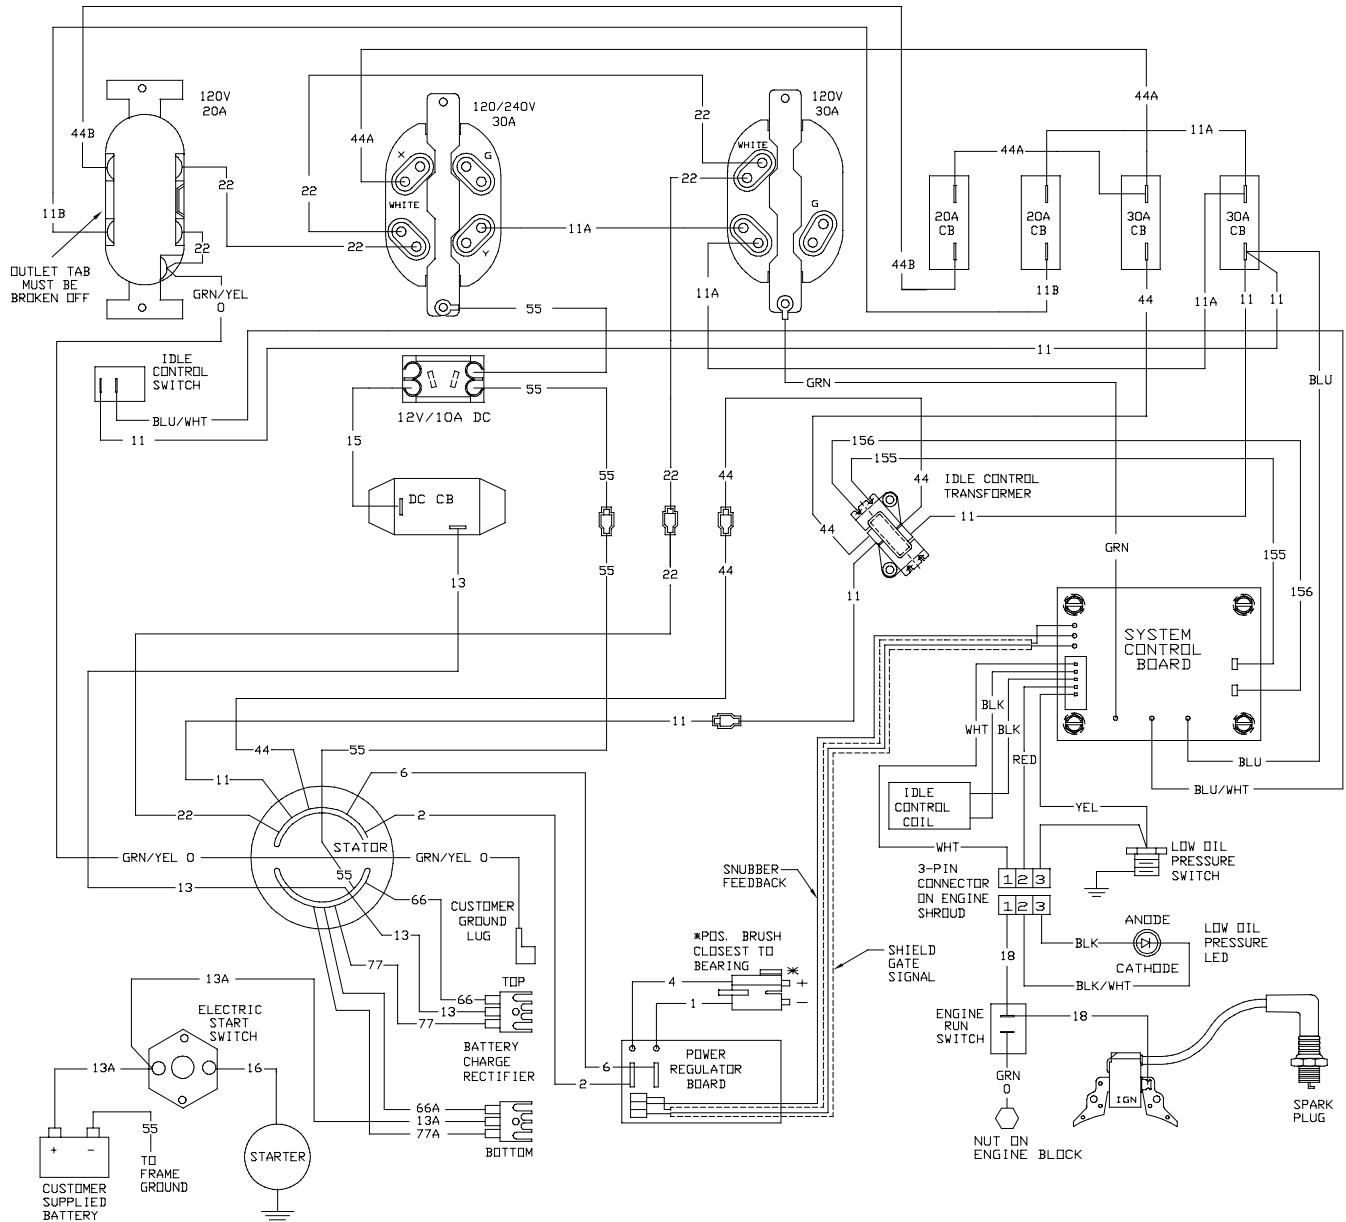 120V
20A
44B
22
11B
22
OUTLET TAB
MUST BE
BROKEN OFF
GRN/YEL
0
22
44A
120/240V
30A
X
G
WHITE
Y
22
11A
22
120V
30A
WHITE
22
G
11A
44A
11A
44A
20A
CB
20A
CB
30A
CB
30A
CB
44B
11B
44
11A
11
11
55
11
BLU
IDLE
CONTROL
SWITCH
BLU/WHT
11
12V/10A DC
55
GRN
15
DC CB
13
55
22
44
55
22
44
156
155
44
IDLE CONTROL
TRANSFORMER
11
44
11
GRN
155
156
SYSTEM
CONTROL
BOARD
BLK
WHT
BLK
RED
BLU
BLU/WHT
11
44
55
11
6
22
2
STATOR
GRN/YEL 0
GRN/YEL 0
55
13
66
13
77
CUSTOMER
GROUND
LUG
IDLE
CONTROL
COIL
YEL
WHT
LOW OIL
PRESSURE
SWITCH
3-PIN
CONNECTOR
ON ENGINE
SHROUD
1 2 3
1 2 3
SNUBBER
FEEDBACK
SHIELD
GATE
SIGNAL
*POS. BRUSH
CLOSEST TO
BEARING
4
1
*
+
-
ANODE
BLK
CATHODE
BLK/WHT
LOW OIL
PRESSURE
LED
18
ENGINE
RUN
SWITCH
18
GRN
0
NUT ON
ENGINE BLOCK
IGN
SPARK
PLUG
TOP
66
13
77
BATTERY
CHARGE
RECTIFIER
66A
13A
77A
BOTTOM
POWER
REGULATOR
BOARD
6
2
13A
ELECTRIC
START
SWITCH
13A
16
55
+ -
TO
FRAME
GROUND
STARTER
CUSTOMER
SUPPLIED
BATTERY